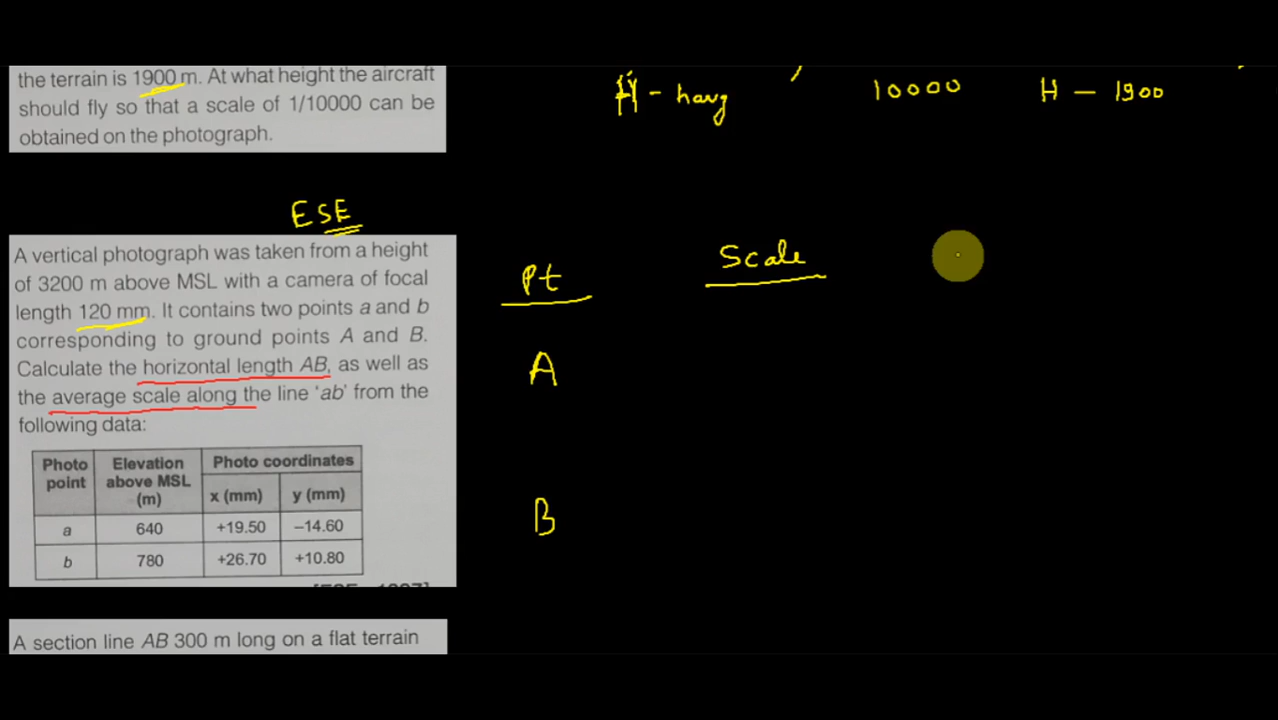 the terrain is 1900 m. At what height the aircraft
should fly so that a scale of 1/10000 can be
obtained on the photograph.
H - havg
10000
H - 1900
ESE
A vertical photograph was taken from a height
of 3200 m above MSL with a camera of focal
length 120 mm. It contains two points a and b
corresponding to ground points A and B.
Calculate the horizontal length AB, as well as
the average scale along the line ‘ab’ from the
following data:
Photo point Elevation above MSL (m) Photo coordinates
x (mm) y (mm)
a 640 +19.50 –14.60
b 780 +26.70 +10.80
Pt Scale
A
B
A section line AB 300 m long on a flat terrain